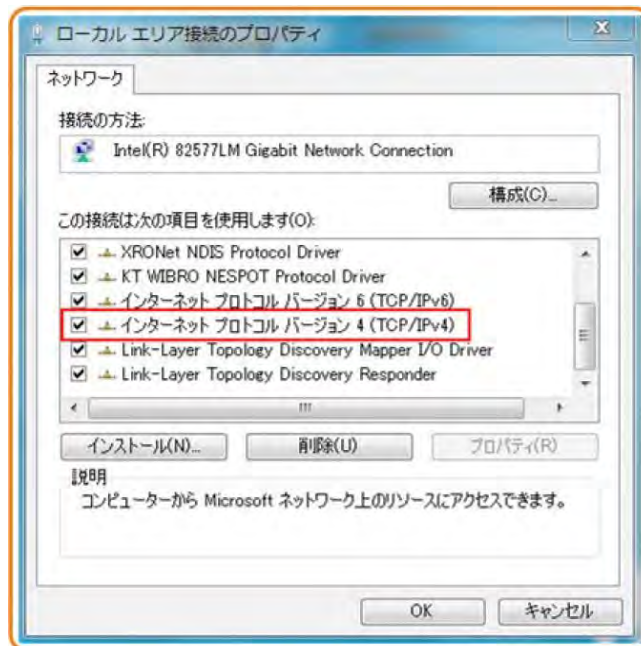 ローカル エリア接続のプロパティ
ネットワーク
接続の方法:
Intel(R) 82577LM Gigabit Network Connection
構成(C)...
この接続は次の項目を使用します(O):
XRONet NDIS Protocol Driver
KT WIBRO NESPOT Protocol Driver
インターネット プロトコル バージョン 6 (TCP/IPv6)
インターネット プロトコル バージョン 4 (TCP/IPv4)
Link-Layer Topology Discovery Mapper I/O Driver
Link-Layer Topology Discovery Responder
インストール(N)... 削除(U) プロパティ(R)
説明
コンピューターから Microsoft ネットワーク上のリソースにアクセスできます。
OK キャンセル